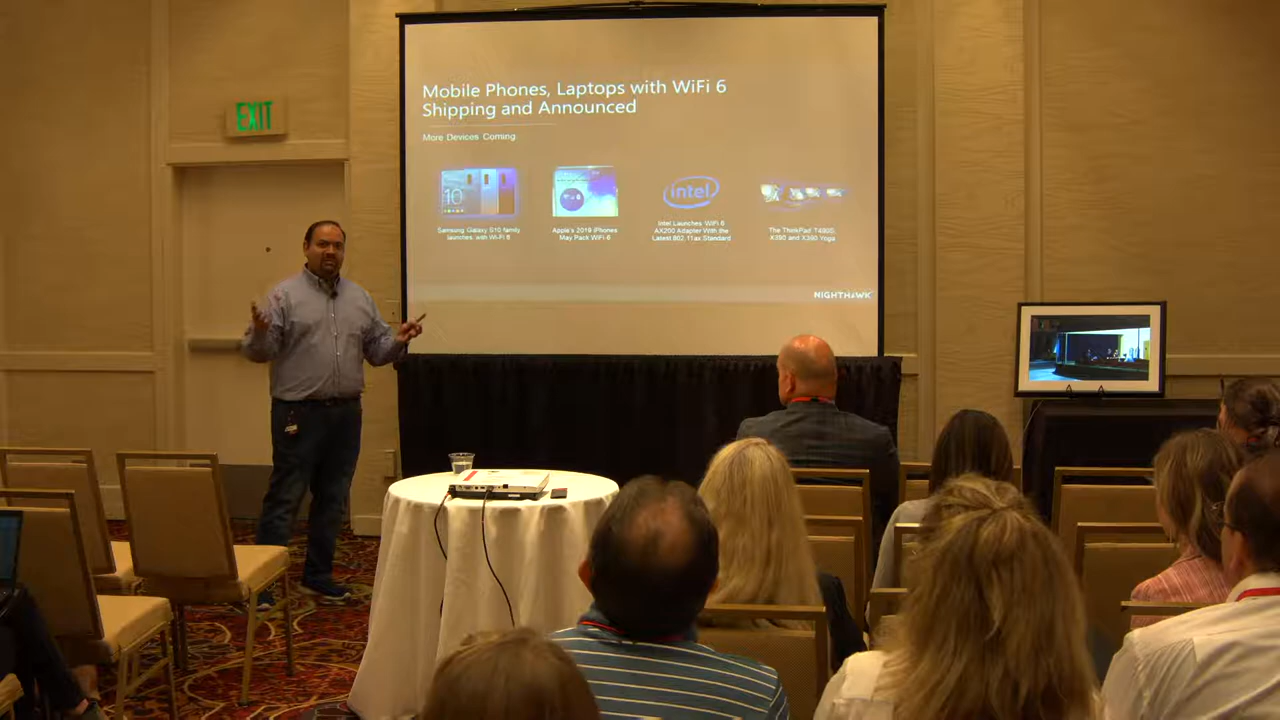 EXIT
Mobile Phones, Laptops with WiFi 6
Shipping and Announced
More Devices Coming
10
Samsung Galaxy S10 family
launches with Wi-Fi 6
Apple's 2019 iPhones
May Pack WiFi 6
intel
Intel Launches WiFi 6
AX200 Adapter With the
Latest 802.11ax Standard
The ThinkPad T490s,
X390 and X390 Yoga
NIGHTHAWK